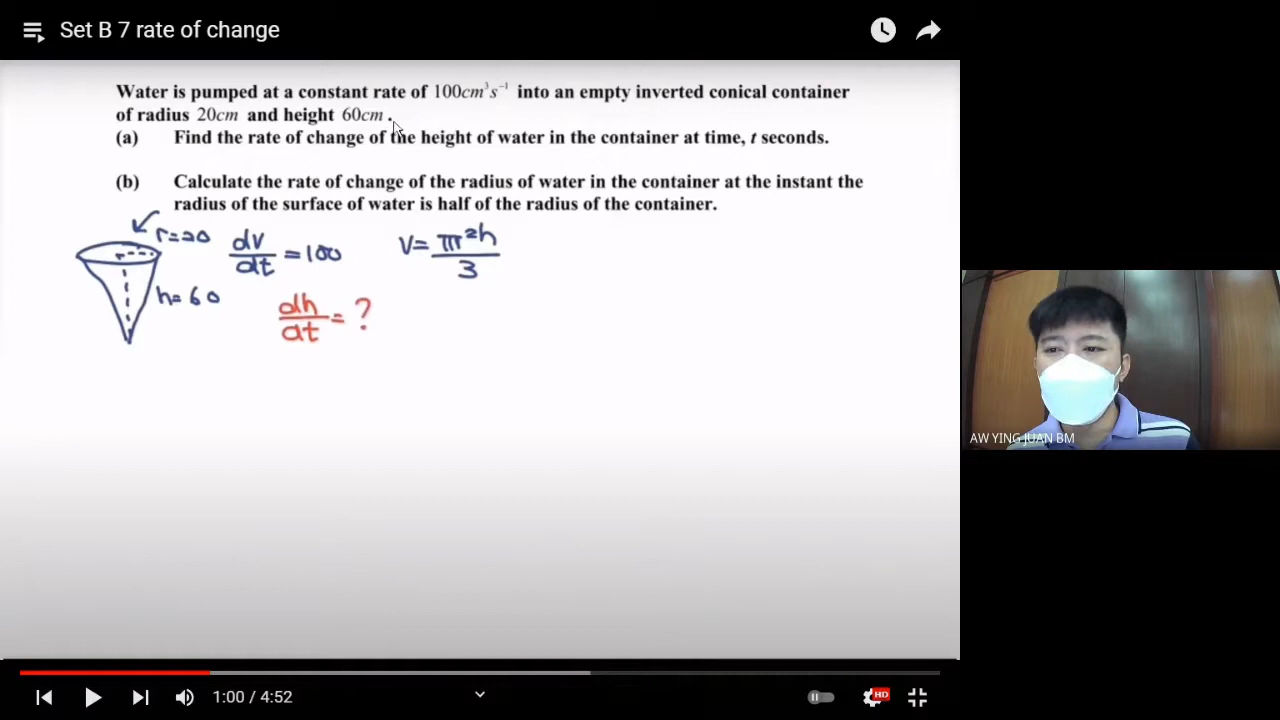 Set B 7 rate of change
Water is pumped at a constant rate of 100cm³s⁻¹ into an empty inverted conical container
of radius 20cm and height 60cm.
(a) Find the rate of change of the height of water in the container at time, t seconds.
(b) Calculate the rate of change of the radius of water in the container at the instant the
radius of the surface of water is half of the radius of the container.
r=20
h=60
dv/dt = 100
V= πr²h/3
dh/dt = ?
AW YING JUAN BM
1:00 / 4:52
HD